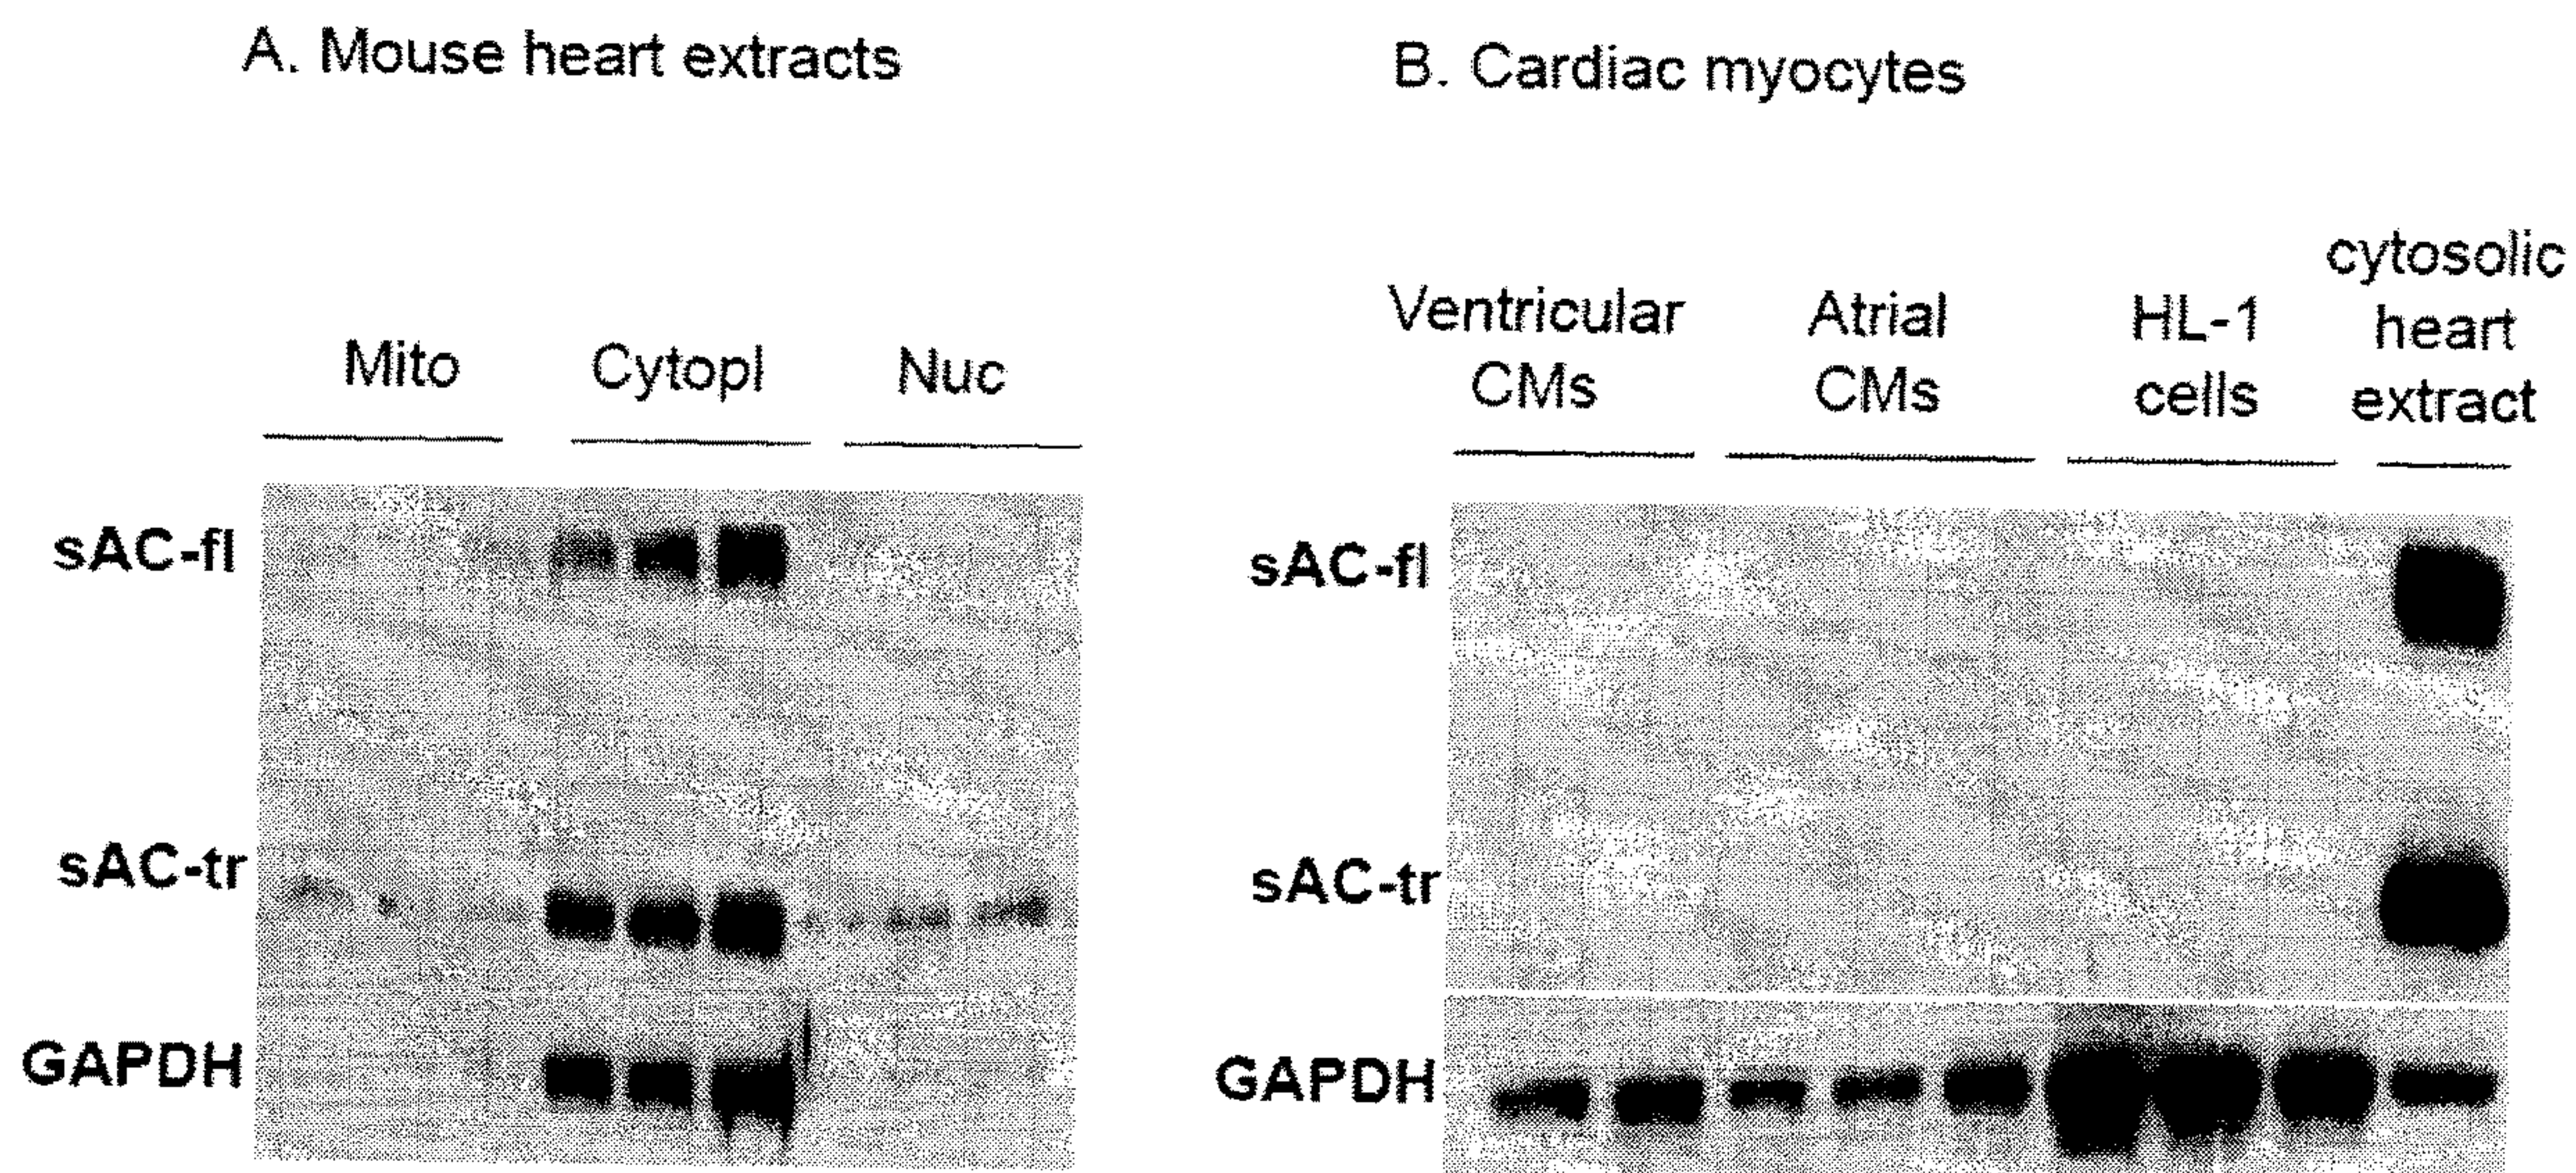 A. Mouse heart extracts
Mito Cytopl Nuc
sAC-fl
sAC-tr
GAPDH
B. Cardiac myocytes
Ventricular CMs
Atrial CMs
HL-1 cells
cytosolic heart extract
sAC-fl
sAC-tr
GAPDH